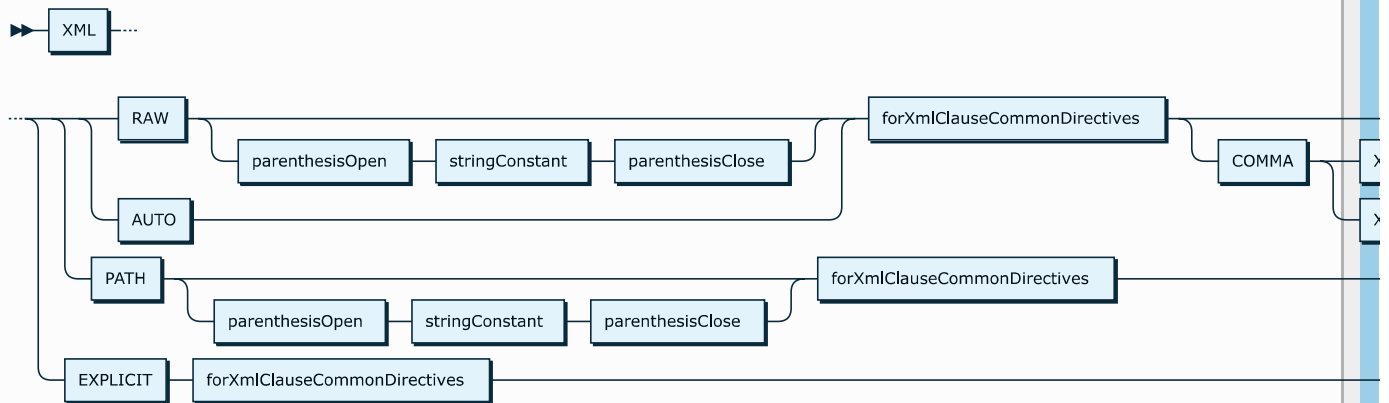 XML
RAW forXmlClauseCommonDirectives
parenthesisOpen stringConstant parenthesisClose COMMA
AUTO
PATH forXmlClauseCommonDirectives
parenthesisOpen stringConstant parenthesisClose
EXPLICIT forXmlClauseCommonDirectives